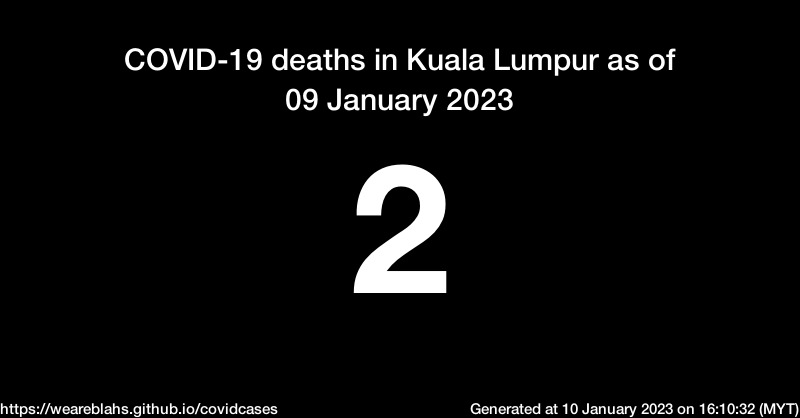 COVID-19 deaths in Kuala Lumpur as of
09 January 2023
2
https://weareblahs.github.io/covidcases
Generated at 10 January 2023 on 16:10:32 (MYT)